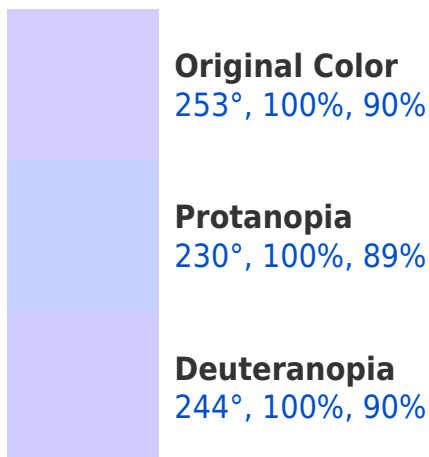 Original Color
253°, 100%, 90%
Protanopia
230°, 100%, 89%
Deuteranopia
244°, 100%, 90%